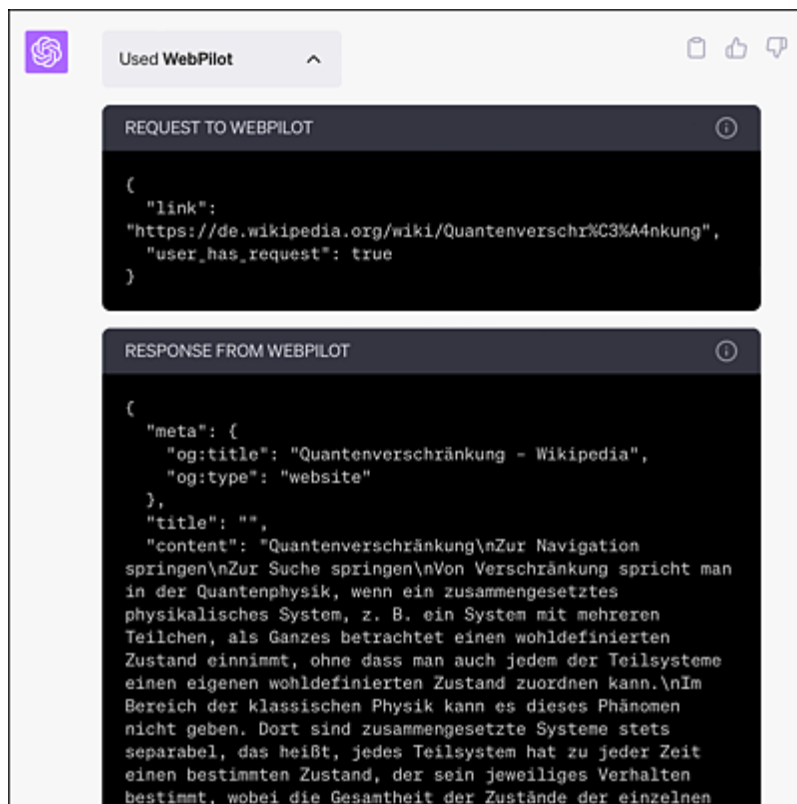 Used WebPilot
REQUEST TO WEBPILOT
{
"link":
"https://de.wikipedia.org/wiki/Quantenverschr%C3%A4nkung",
"user_has_request": true
}
RESPONSE FROM WEBPILOT
{
"meta": {
"og:title": "Quantenverschränkung – Wikipedia",
"og:type": "website"
},
"title": "",
"content": "Quantenverschränkung\nZur Navigation
springen\nZur Suche springen\nVon Verschränkung spricht man
in der Quantenphysik, wenn ein zusammengesetztes
physikalisches System, z. B. ein System mit mehreren
Teilchen, als Ganzes betrachtet einen wohldefinierten
Zustand einnimmt, ohne dass man auch jedem der Teilsysteme
einen eigenen wohldefinierten Zustand zuordnen kann.\nIm
Bereich der klassischen Physik kann es dieses Phänomen
nicht geben. Dort sind zusammengesetzte Systeme stets
separabel, das heißt, jedes Teilsystem hat zu jeder Zeit
einen bestimmten Zustand, der sein jeweiliges Verhalten
bestimmt, wobei die Gesamtheit der Zustände der einzelnen